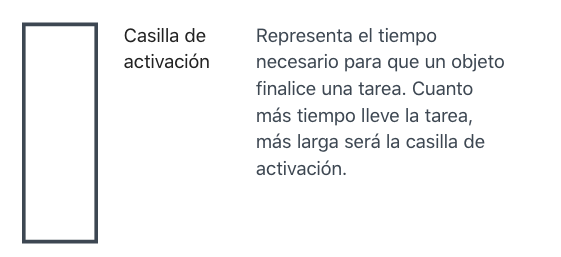 Casilla de
activación
Representa el tiempo
necesario para que un objeto
finalice una tarea. Cuanto
más tiempo lleve la tarea,
más larga será la casilla de
activación.